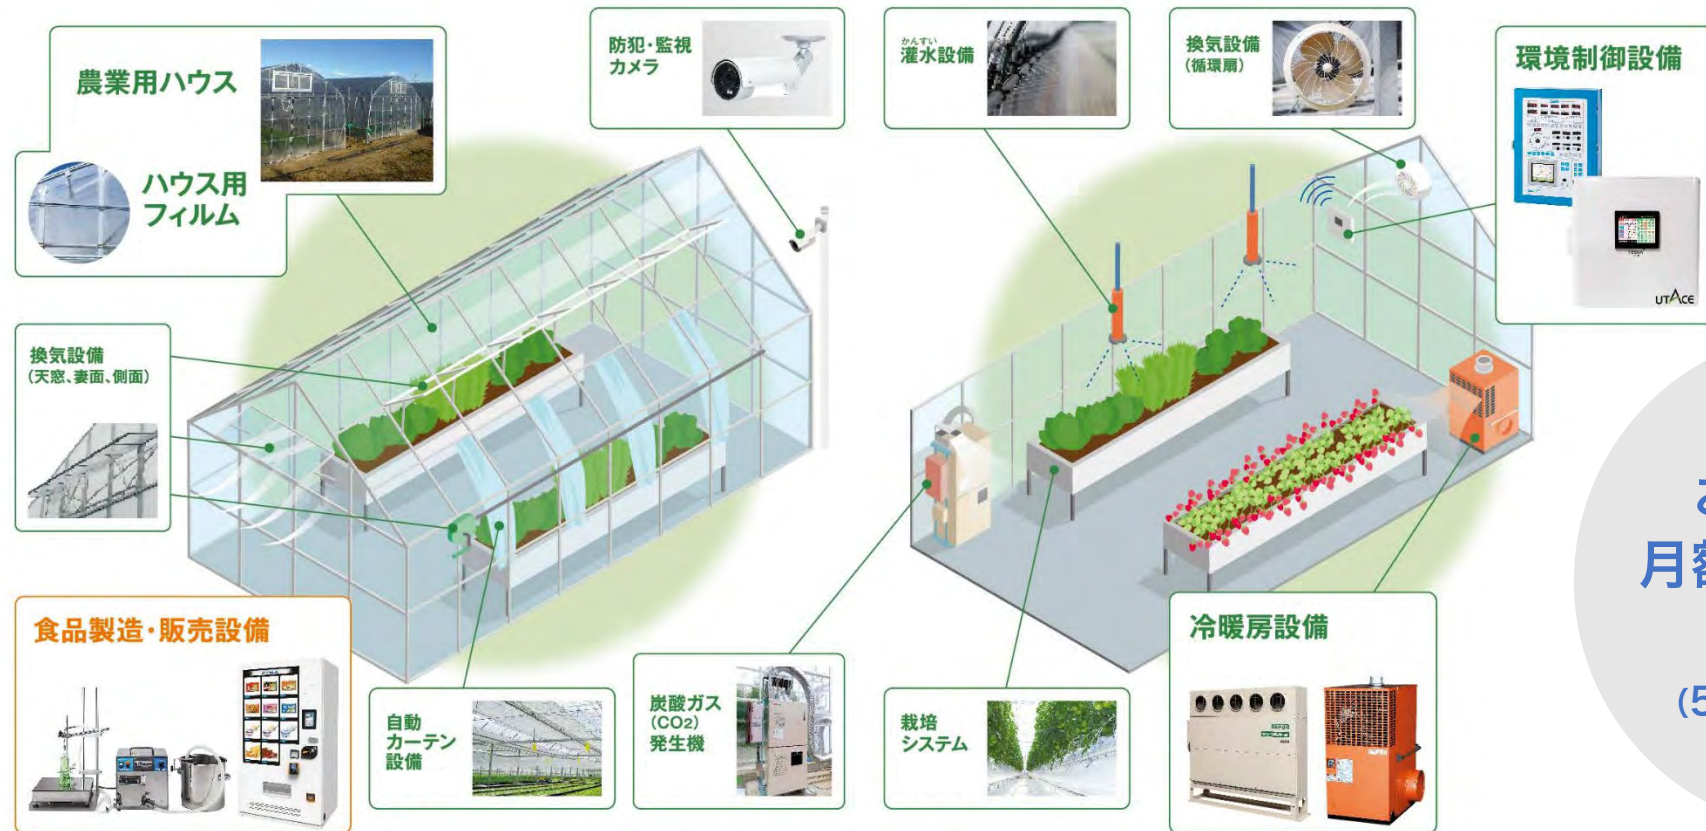 農業用ハウス
ハウス用
フィルム
防犯・監視
カメラ
かんすい
灌水設備
換気設備
(循環扇)
環境制御設備
UTACE
換気設備
(天窓、妻面、側面)
食品製造・販売設備
自動
カーテン
設備
炭酸ガス
(CO2)
発生機
栽培
システム
冷暖房設備
月額
(5